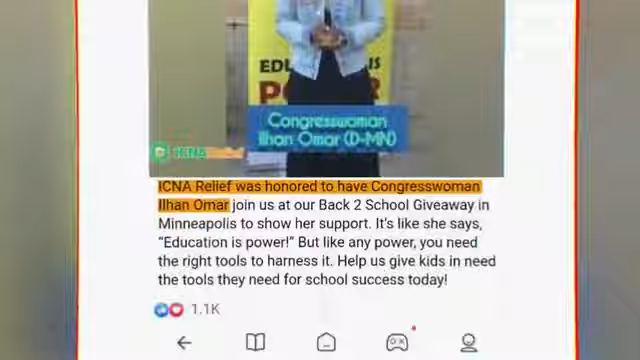 EDU IS
PO R
Congresswoman
Ilhan Omar (D-MN)
ICNA
ICNA Relief was honored to have Congresswoman
Ilhan Omar join us at our Back 2 School Giveaway in
Minneapolis to show her support. It's like she says,
“Education is power!” But like any power, you need
the right tools to harness it. Help us give kids in need
the tools they need for school success today!
1.1K